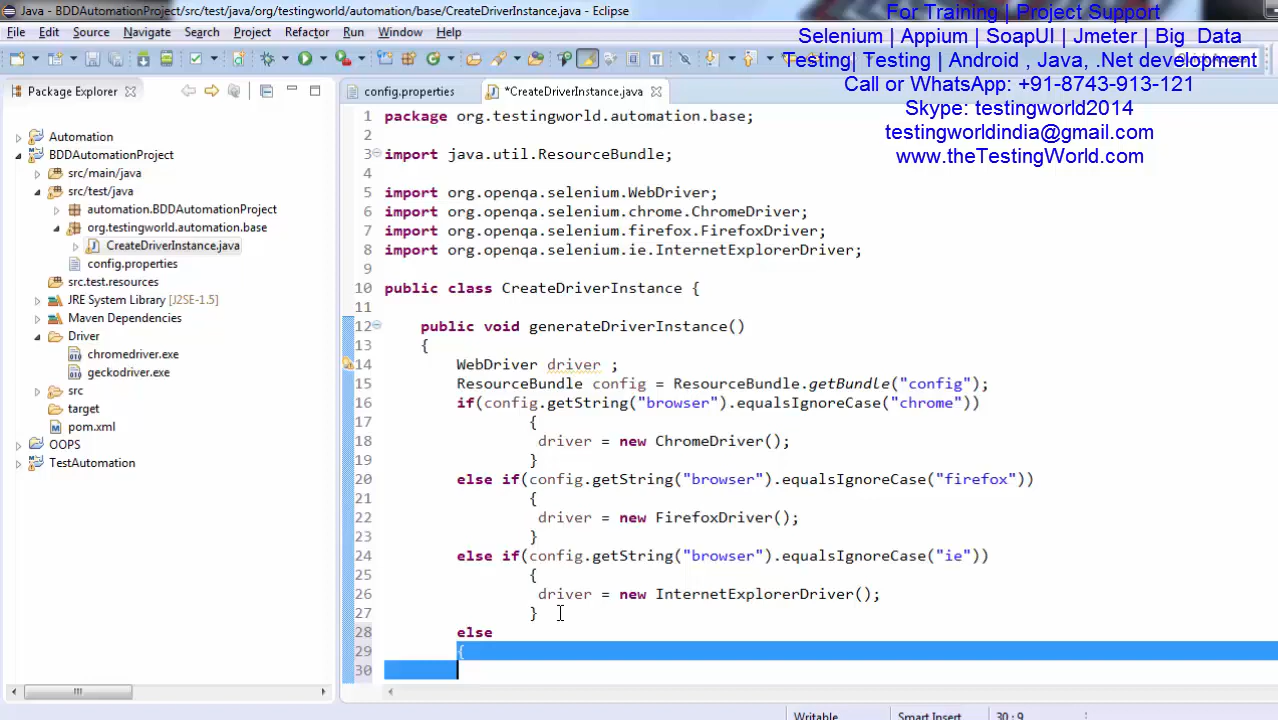 Java - BDDAutomationProject/src/test/java/org/testingworld/automation/base/CreateDriverInstance.java - Eclipse
For Training | Project Support
File Edit Source Navigate Search Project Refactor Run Window Help
Selenium | Appium | SoapUI | Jmeter | Big Data
Testing| Testing | Android , Java, .Net development
Call or WhatsApp: +91-8743-913-121
Skype: testingworld2014
testingworldindia@gmail.com
www.theTestingWorld.com
Package Explorer
Automation
BDDAutomationProject
src/main/java
src/test/java
automation.BDDAutomationProject
org.testingworld.automation.base
CreateDriverInstance.java
config.properties
src.test.resources
JRE System Library [J2SE-1.5]
Maven Dependencies
Driver
chromedriver.exe
geckodriver.exe
src
target
pom.xml
OOPS
TestAutomation
config.properties *CreateDriverInstance.java
1 package org.testingworld.automation.base;
2
3 import java.util.ResourceBundle;
4
5 import org.openqa.selenium.WebDriver;
6 import org.openqa.selenium.chrome.ChromeDriver;
7 import org.openqa.selenium.firefox.FirefoxDriver;
8 import org.openqa.selenium.ie.InternetExplorerDriver;
9
10 public class CreateDriverInstance {
11
12 public void generateDriverInstance()
13 {
14 WebDriver driver ;
15 ResourceBundle config = ResourceBundle.getBundle("config");
16 if(config.getString("browser").equalsIgnoreCase("chrome"))
17 {
18 driver = new ChromeDriver();
19 }
20 else if(config.getString("browser").equalsIgnoreCase("firefox"))
21 {
22 driver = new FirefoxDriver();
23 }
24 else if(config.getString("browser").equalsIgnoreCase("ie"))
25 {
26 driver = new InternetExplorerDriver();
27 }
28 else
29 {
30
Writable Smart Insert 30 : 9